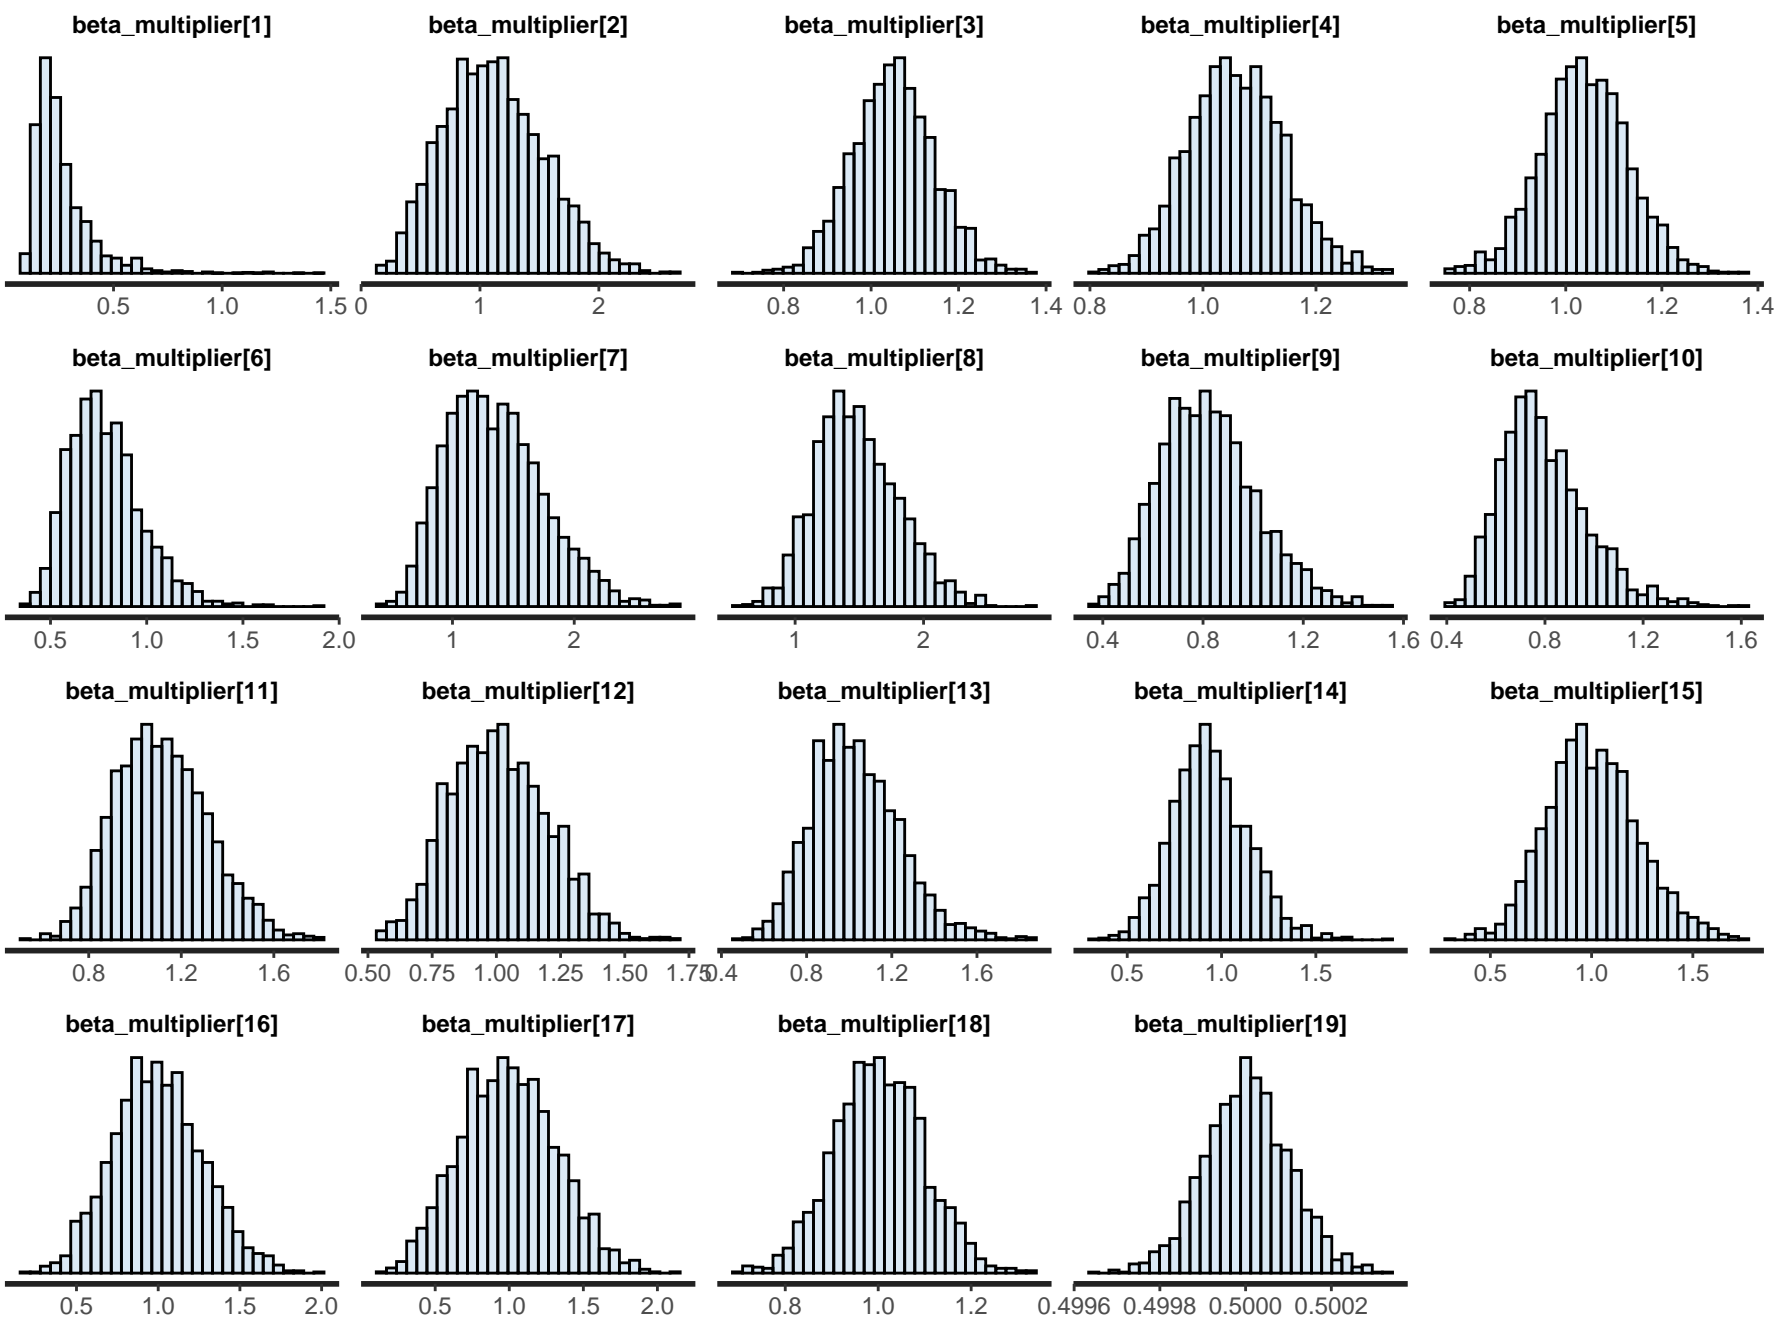 beta_multiplier[1] beta_multiplier[2] beta_multiplier[3] beta_multiplier[4] beta_multiplier[5]
0.5 1.0 1.5 0 1 2 0.8 1.0 1.2 1.4 0.8 1.0 1.2 0.8 1.0 1.2 1.4
beta_multiplier[6] beta_multiplier[7] beta_multiplier[8] beta_multiplier[9] beta_multiplier[10]
0.5 1.0 1.5 2.0 1 2 1 2 0.4 0.8 1.2 1.6 0.4 0.8 1.2 1.6
beta_multiplier[11] beta_multiplier[12] beta_multiplier[13] beta_multiplier[14] beta_multiplier[15]
0.8 1.2 1.6 0.50 0.75 1.00 1.25 1.50 1.75 0.4 0.8 1.2 1.6 0.5 1.0 1.5 0.5 1.0 1.5
beta_multiplier[16] beta_multiplier[17] beta_multiplier[18] beta_multiplier[19]
0.5 1.0 1.5 2.0 0.5 1.0 1.5 2.0 0.8 1.0 1.2 0.4996 0.4998 0.5000 0.5002